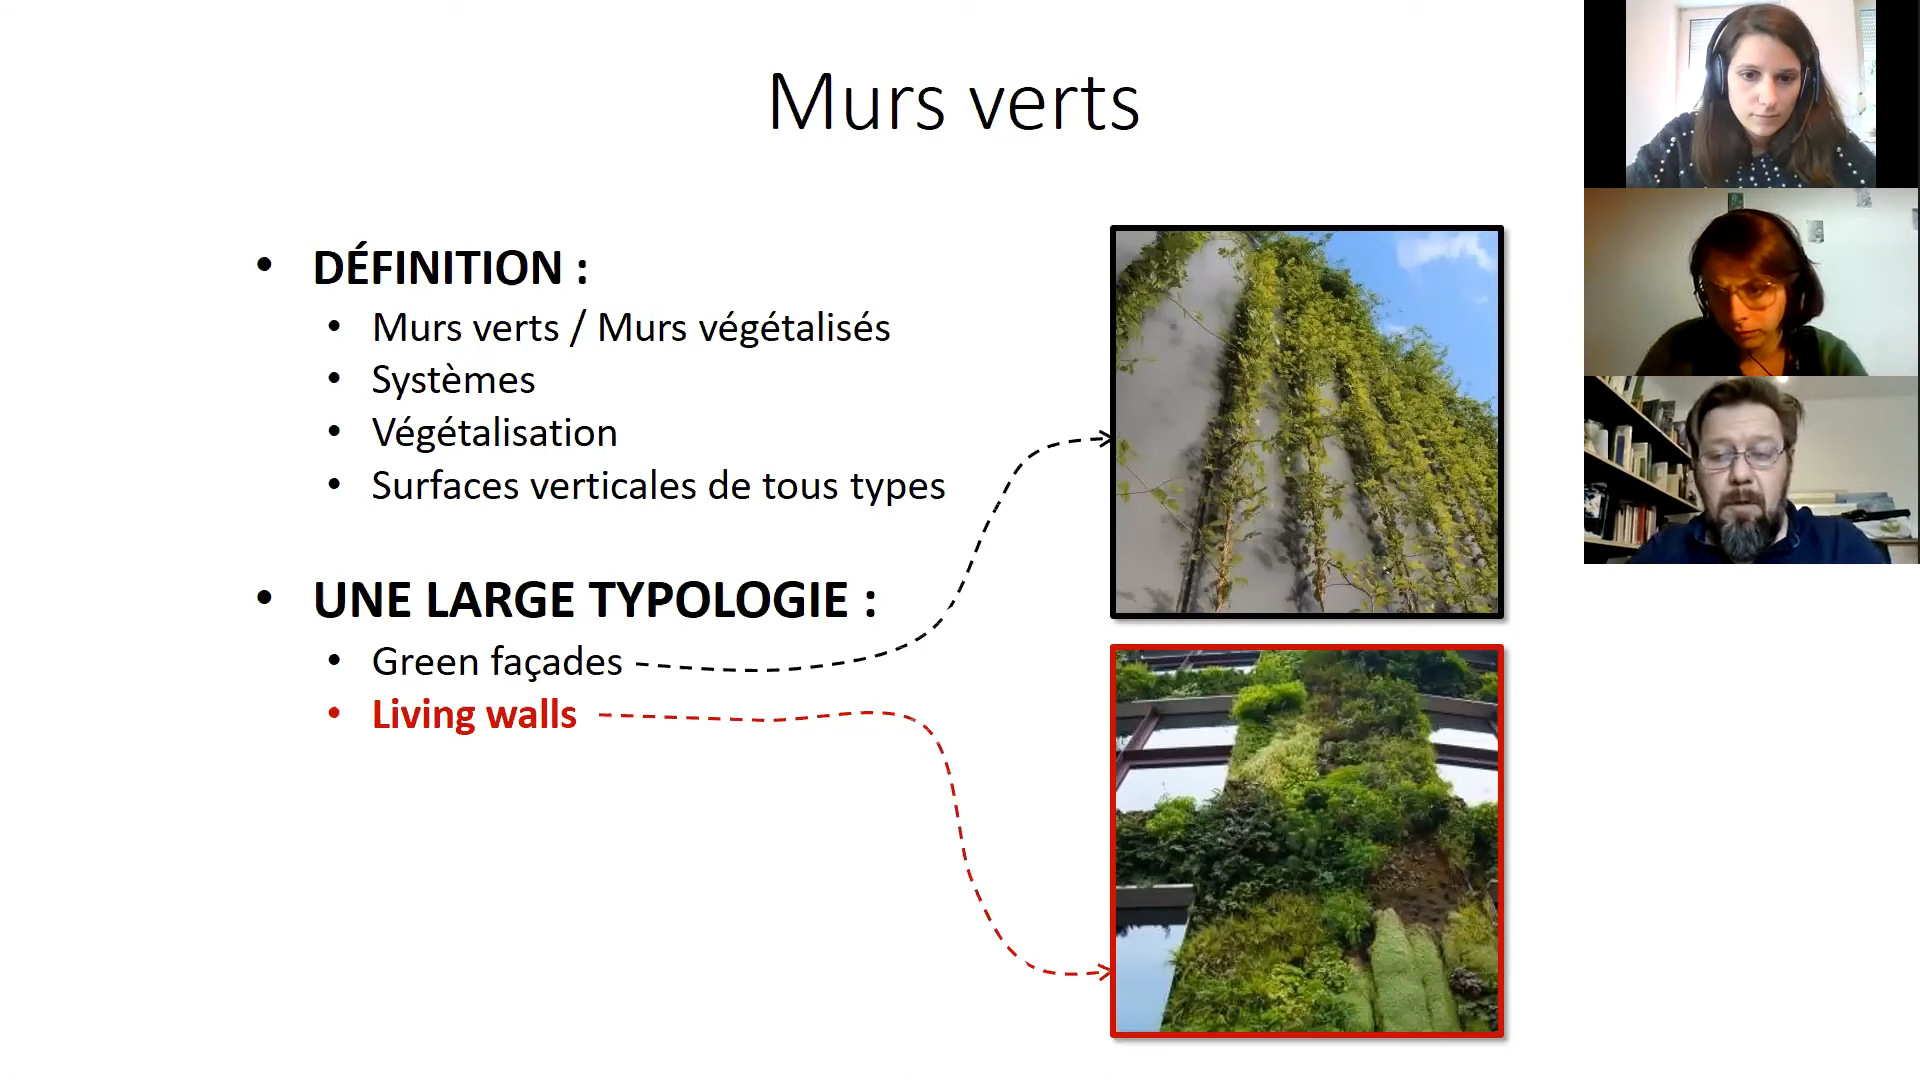 Murs verts
• DÉFINITION :
• Murs verts / Murs végétalisés
• Systèmes
• Végétalisation
• Surfaces verticales de tous types
• UNE LARGE TYPOLOGIE :
• Green façades
• Living walls